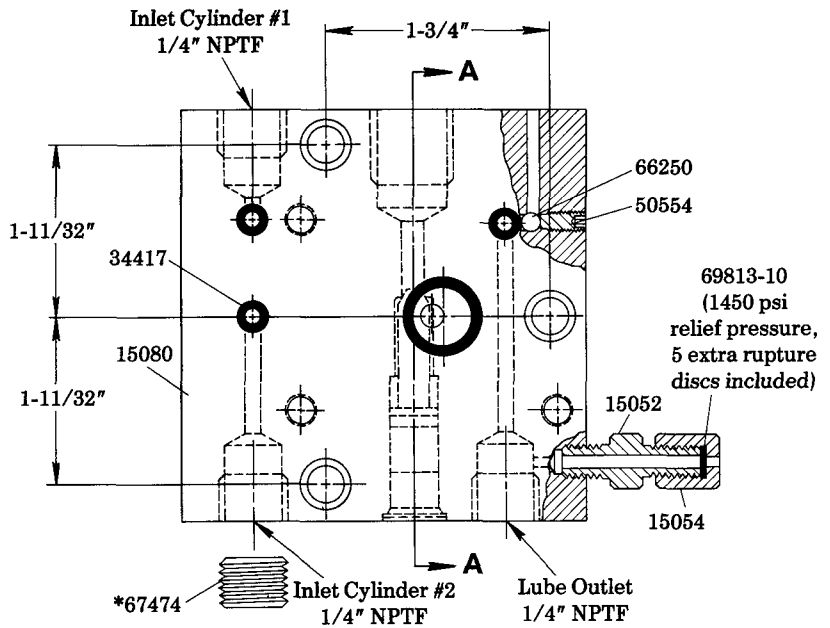 Inlet Cylinder #1
1/4" NPTF
1-3/4"
A
66250
50554
1-11/32"
34417
69813-10
(1450 psi
relief pressure,
5 extra rupture
discs included)
15080
1-11/32"
15052
15054
A
*67474
Inlet Cylinder #2
1/4" NPTF
Lube Outlet
1/4" NPTF